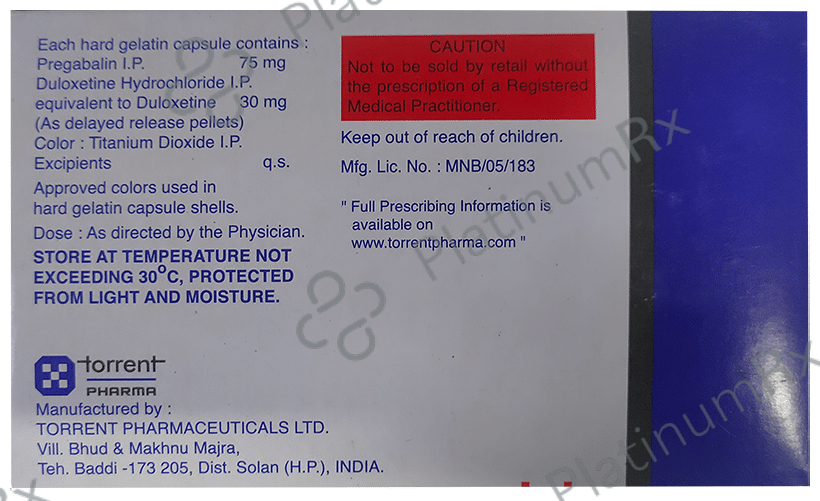 Each hard gelatin capsule contains :
Pregabalin I.P. 75 mg
Duloxetine Hydrochloride I.P.
equivalent to Duloxetine 30 mg
(As delayed release pellets)
Color : Titanium Dioxide I.P.
Excipients q.s.
Approved colors used in
hard gelatin capsule shells.
Dose : As directed by the Physician.
STORE AT TEMPERATURE NOT
EXCEEDING 30°C, PROTECTED
FROM LIGHT AND MOISTURE.
torrent
PHARMA
Manufactured by :
TORRENT PHARMACEUTICALS LTD.
Vill. Bhud & Makhnu Majra,
Teh. Baddi -173 205, Dist. Solan (H.P.), INDIA.
CAUTION
Not to be sold by retail without
the prescription of a Registered
Medical Practitioner.
Keep out of reach of children.
Mfg. Lic. No. : MNB/05/183
" Full Prescribing Information is
available on
www.torrentpharma.com "
PlatinumRx
PlatinumRx
PlatinumRx